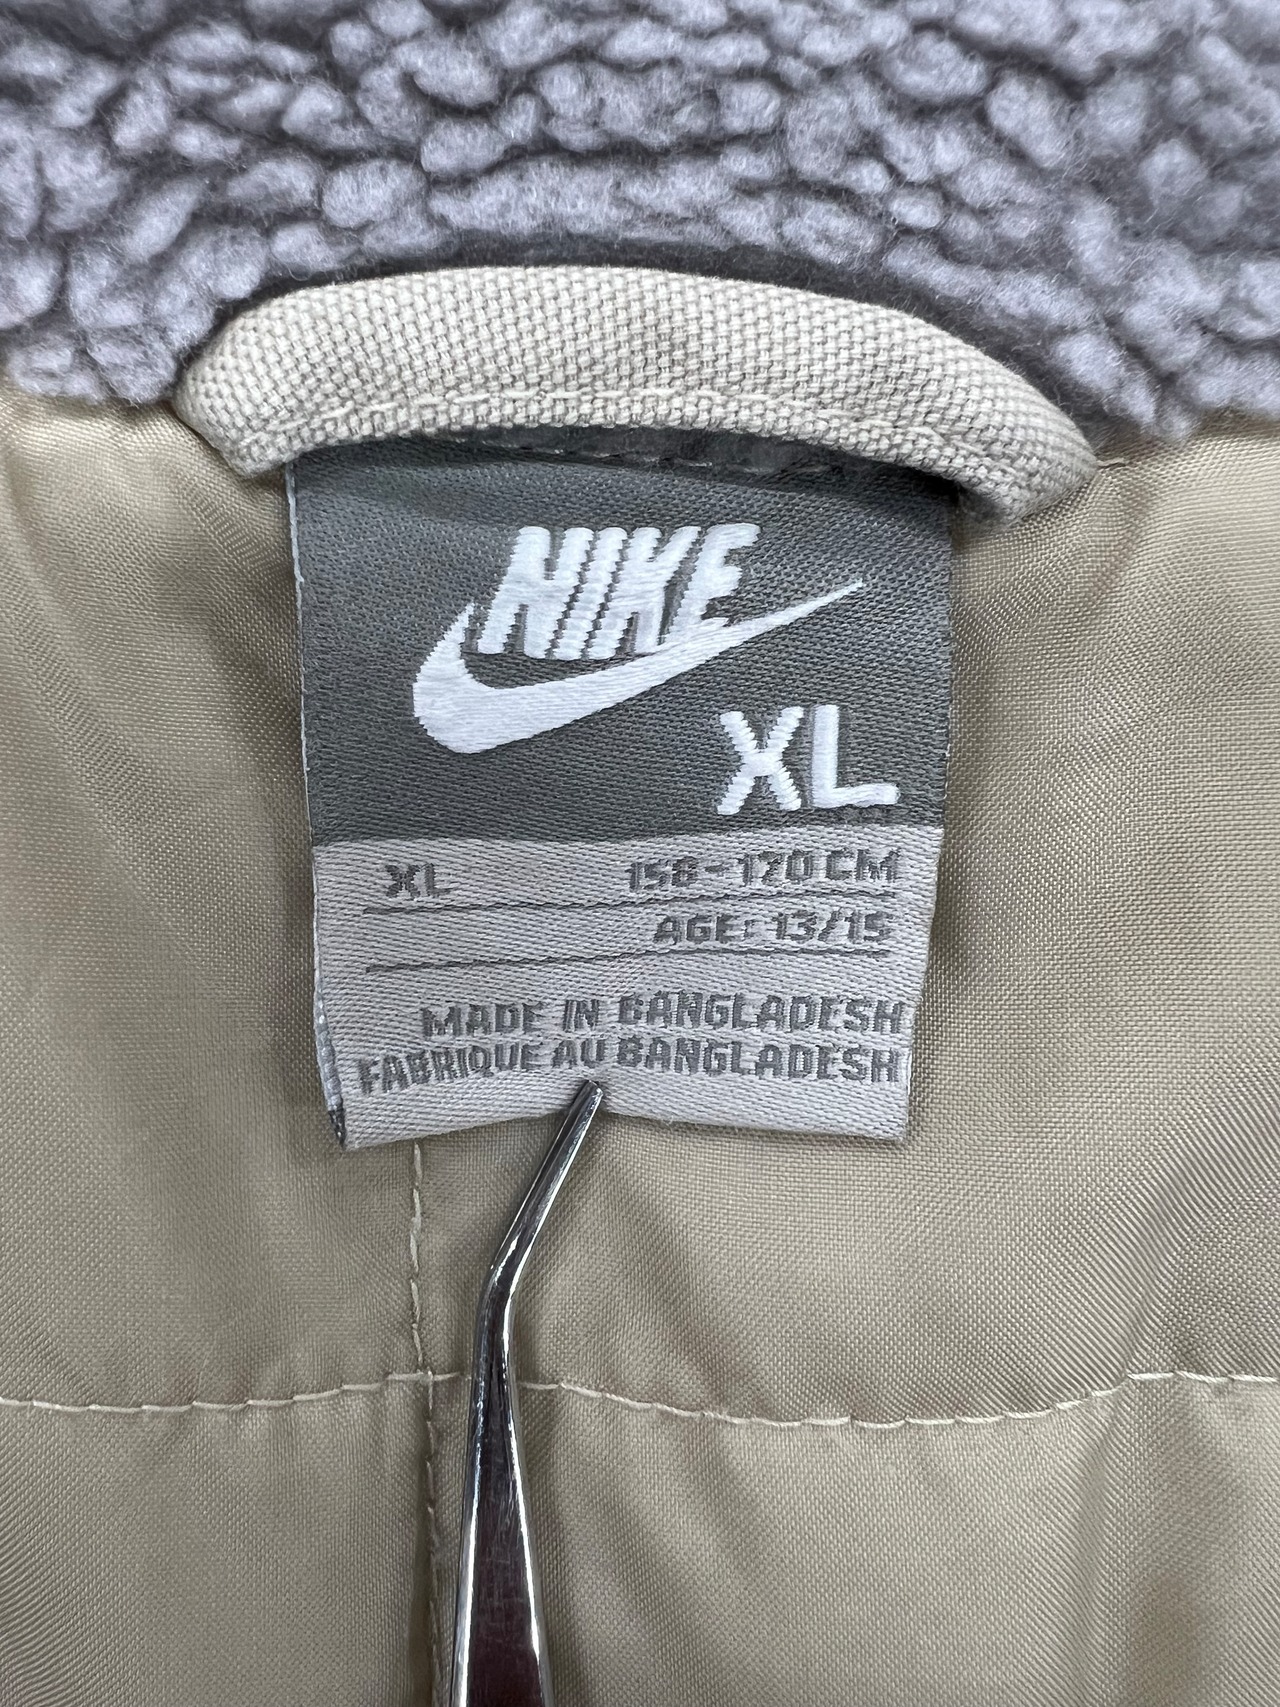 NIKE
XL
XL 158-170 CM
AGE: 13/15
MADE IN BANGLADESH
FABRIQUE AU BANGLADESH